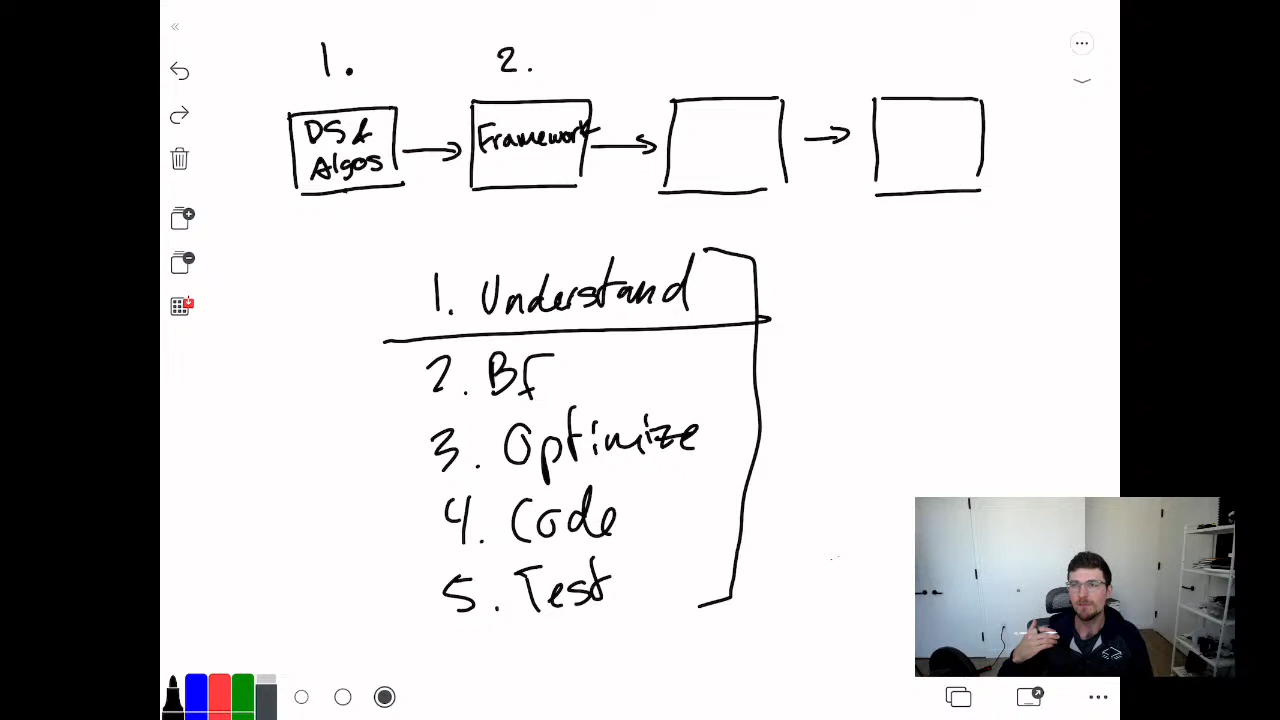 1. 2.
DS & Algos
Framework
1. Understand
2. BF
3. Optimize
4. Code
5. Test